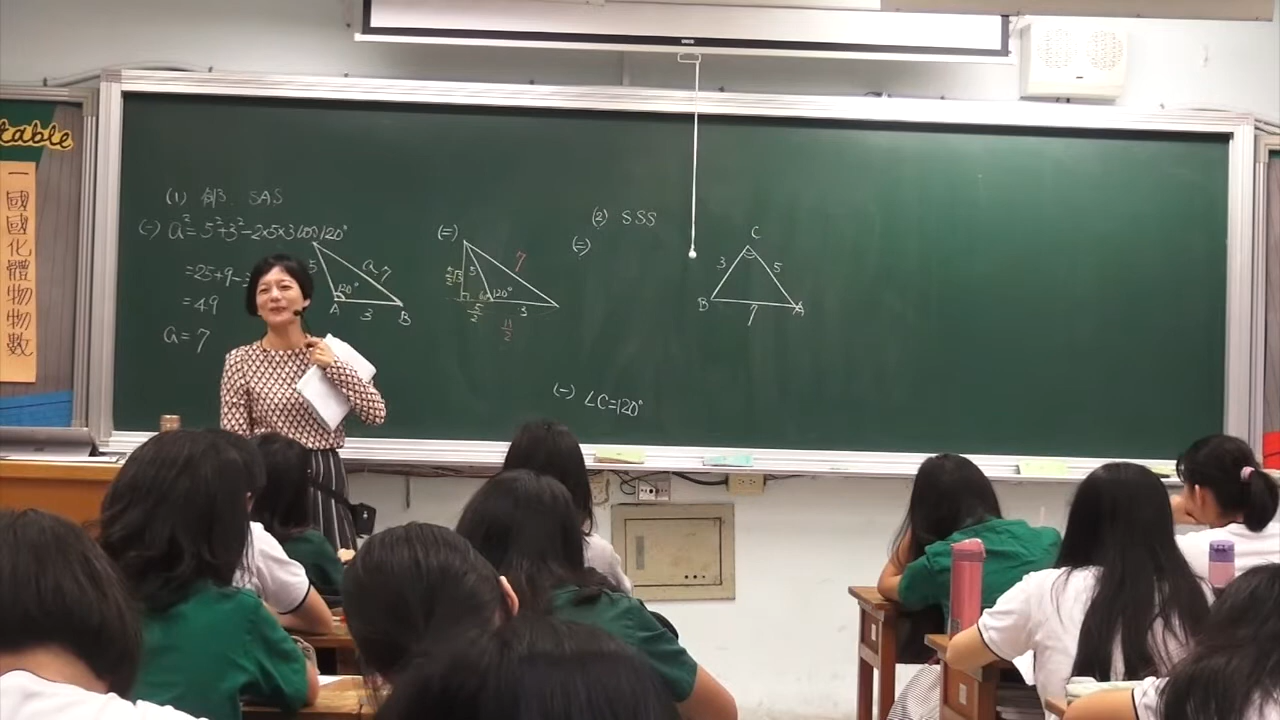 table
一國國化體物物數
(1) 例3. SAS
(一) a²=5²+3²-2×5×3cos120°
=25+9-
=49
a=7
5
a
7
120°
A
3
B
(二)
5
7
60
120°
5/2
3
11/2
(2) SSS
(二)
C
3
5
B
7
A
(一) ∠C=120°